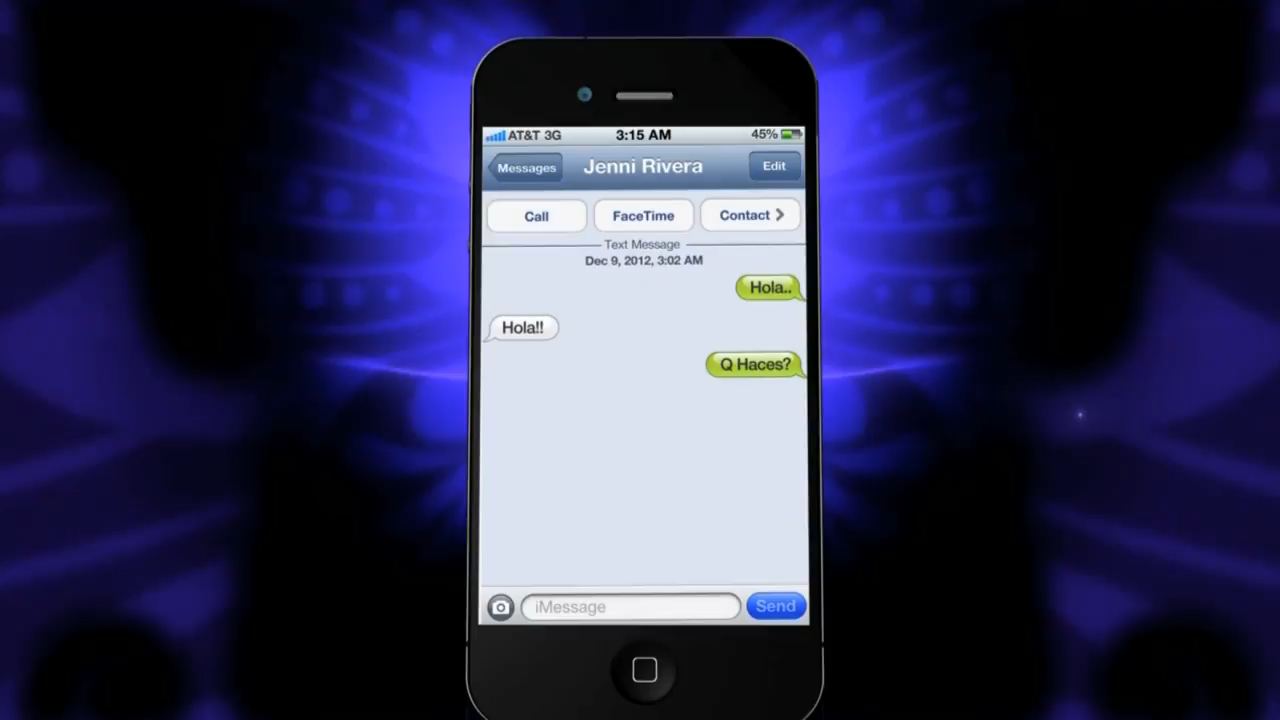 AT&T 3G 3:15 AM 45%
Messages Jenni Rivera Edit
Call FaceTime Contact
Text Message
Dec 9, 2012, 3:02 AM
Hola..
Hola!!
Q Haces?
iMessage Send